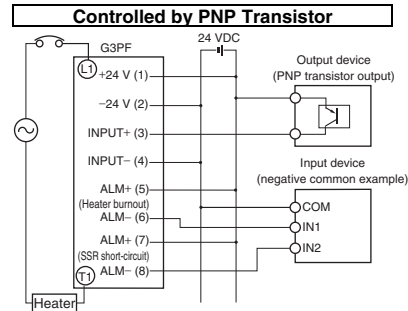 Controlled by PNP Transistor
24 VDC
G3PF
L1
+24 V (1)
−24 V (2)
INPUT+ (3)
INPUT− (4)
ALM+ (5)
(Heater burnout)
ALM− (6)
ALM+ (7)
(SSR short-circuit)
ALM− (8)
T1
Heater
Output device
(PNP transistor output)
Input device
(negative common example)
COM
IN1
IN2